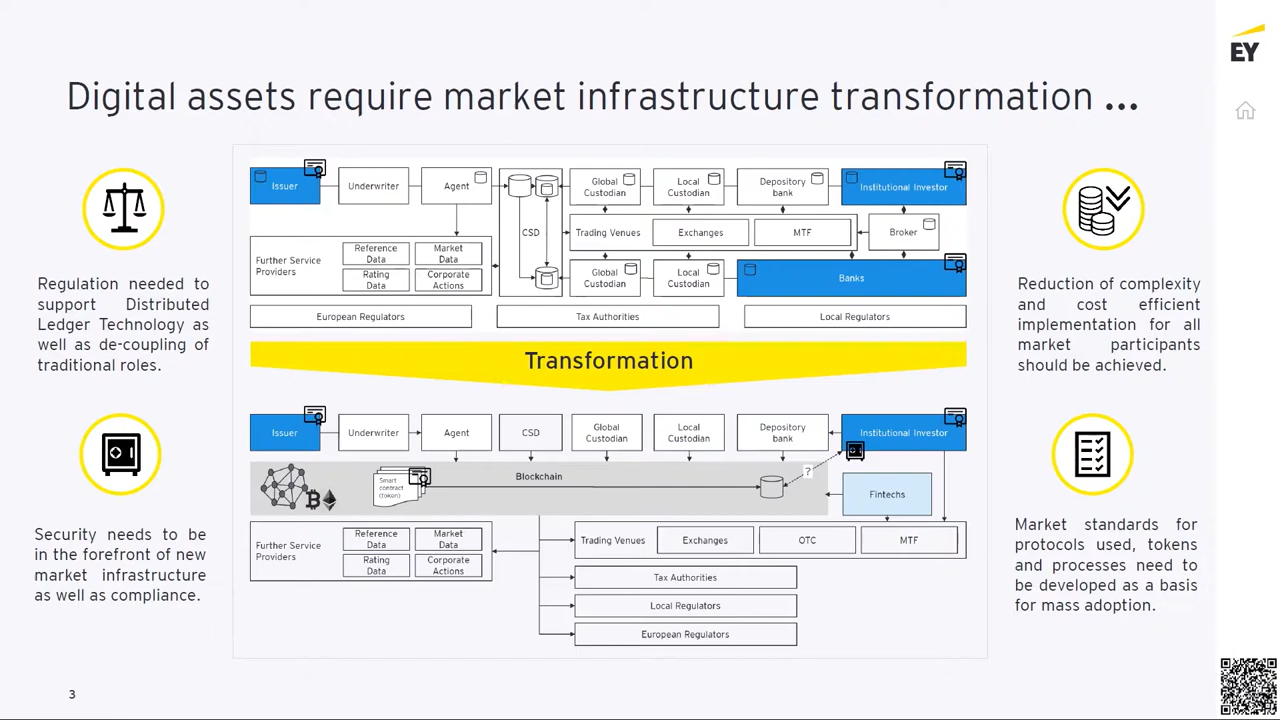 EY
Digital assets require market infrastructure transformation ...
Regulation needed to
support Distributed
Ledger Technology as
well as de-coupling of
traditional roles.
Security needs to be
in the forefront of new
market infrastructure
as well as compliance.
Issuer
Underwriter
Agent
CSD
Global
Custodian
Local
Custodian
Depository
bank
Institutional Investor
Trading Venues
Exchanges
MTF
Broker
Further Service
Providers
Reference
Data
Market
Data
Rating
Data
Corporate
Actions
Global
Custodian
Local
Custodian
Banks
European Regulators
Tax Authorities
Local Regulators
Transformation
Issuer
Underwriter
Agent
CSD
Global
Custodian
Local
Custodian
Depository
bank
Institutional Investor
Blockchain
Smart
contract
(token)
?
Fintechs
Further Service
Providers
Reference
Data
Market
Data
Rating
Data
Corporate
Actions
Trading Venues
Exchanges
OTC
MTF
Tax Authorities
Local Regulators
European Regulators
Reduction of complexity
and cost efficient
implementation for all
market participants
should be achieved.
Market standards for
protocols used, tokens
and processes need to
be developed as a basis
for mass adoption.
3